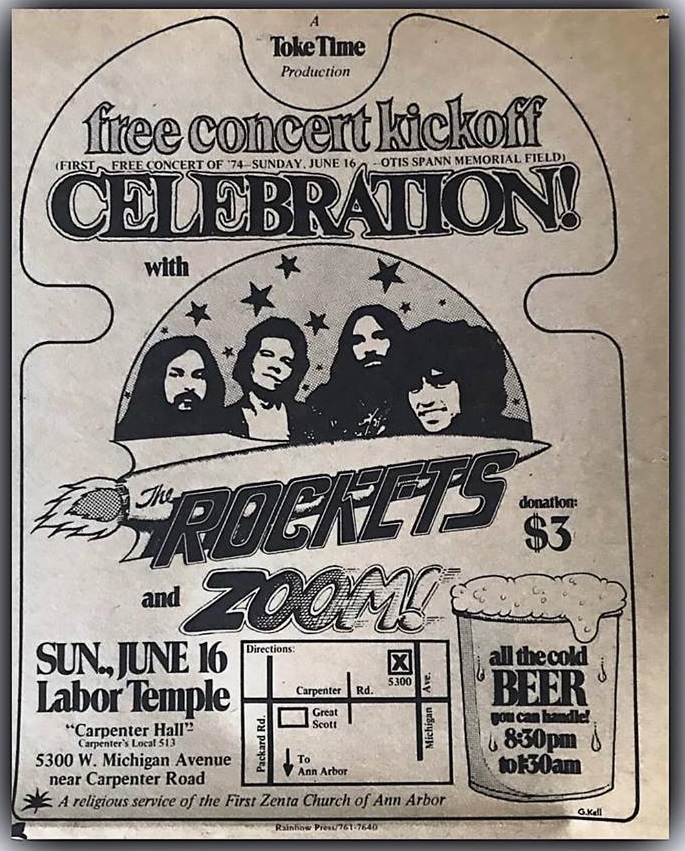 A
Toke Time
Production
free concert kickoff
(FIRST FREE CONCERT OF '74-SUNDAY, JUNE 16 -OTIS SPANN MEMORIAL FIELD)
CELEBRATION!
with
The ROCKETS
donation:
$3
and ZOOM!
SUN., JUNE 16
Labor Temple
"Carpenter Hall"
Carpenter's Local 513
5300 W. Michigan Avenue
near Carpenter Road
Directions:
X
5300
Carpenter Rd.
Michigan Ave.
Great
Scott
Packard Rd.
To
Ann Arbor
all the cold
BEER
you can handle!
8:30pm
to 1:30am
A religious service of the First Zenta Church of Ann Arbor
G.Kell
Rainbow Press/761-7640